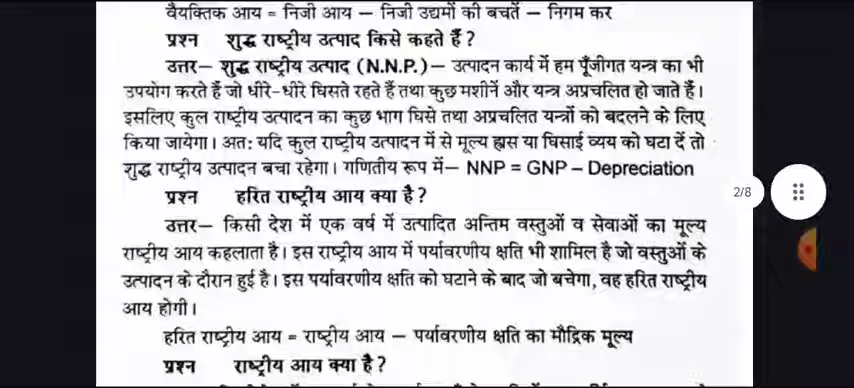 वैयक्तिक आय = निजी आय – निजी उद्यमों की बचतें – निगम कर
प्रश्न शुद्ध राष्ट्रीय उत्पाद किसे कहते हैं ?
उत्तर– शुद्ध राष्ट्रीय उत्पाद (N.N.P.)– उत्पादन कार्य में हम पूँजीगत यन्त्र का भी
उपयोग करते हैं जो धीरे-धीरे घिसते रहते हैं तथा कुछ मशीनें और यन्त्र अप्रचलित हो जाते हैं।
इसलिए कुल राष्ट्रीय उत्पादन का कुछ भाग घिसे तथा अप्रचलित यन्त्रों को बदलने के लिए
किया जायेगा। अतः यदि कुल राष्ट्रीय उत्पादन में से मूल्य ह्रास या घिसाई व्यय को घटा दें तो
शुद्ध राष्ट्रीय उत्पादन बचा रहेगा। गणितीय रूप में– NNP = GNP – Depreciation
प्रश्न हरित राष्ट्रीय आय क्या है ?
2/8
उत्तर– किसी देश में एक वर्ष में उत्पादित अन्तिम वस्तुओं व सेवाओं का मूल्य
राष्ट्रीय आय कहलाता है। इस राष्ट्रीय आय में पर्यावरणीय क्षति भी शामिल है जो वस्तुओं के
उत्पादन के दौरान हुई है। इस पर्यावरणीय क्षति को घटाने के बाद जो बचेगा, वह हरित राष्ट्रीय
आय होगी।
हरित राष्ट्रीय आय = राष्ट्रीय आय – पर्यावरणीय क्षति का मौद्रिक मूल्य
प्रश्न राष्ट्रीय आय क्या है ?